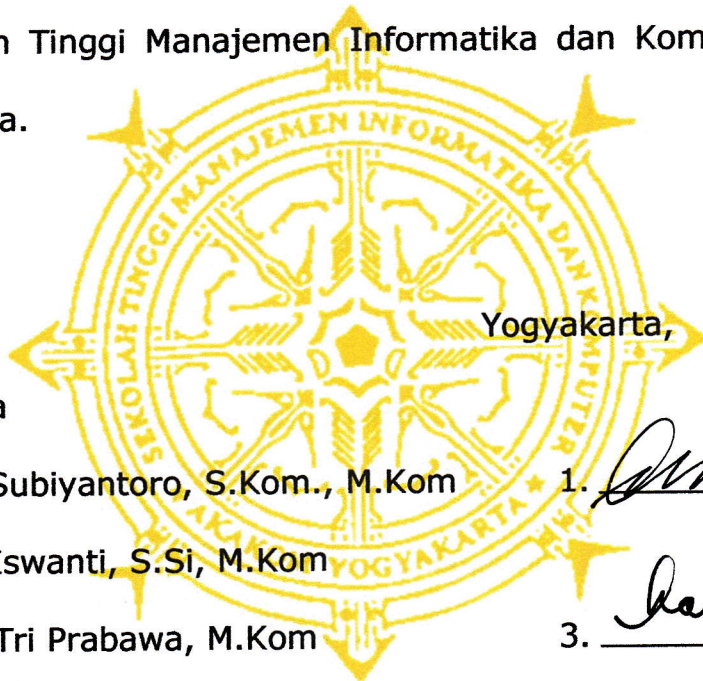 Tinggi Manajemen Informatika dan Kom
a.
SEKOLAH TINGGI MANAJEMEN INFORMATIKA DAN KOMPUTER
AKAKOM YOGYAKARTA
Yogyakarta,
a
Subiyantoro, S.Kom., M.Kom 1.
Iswanti, S.Si, M.Kom
Tri Prabawa, M.Kom 3.